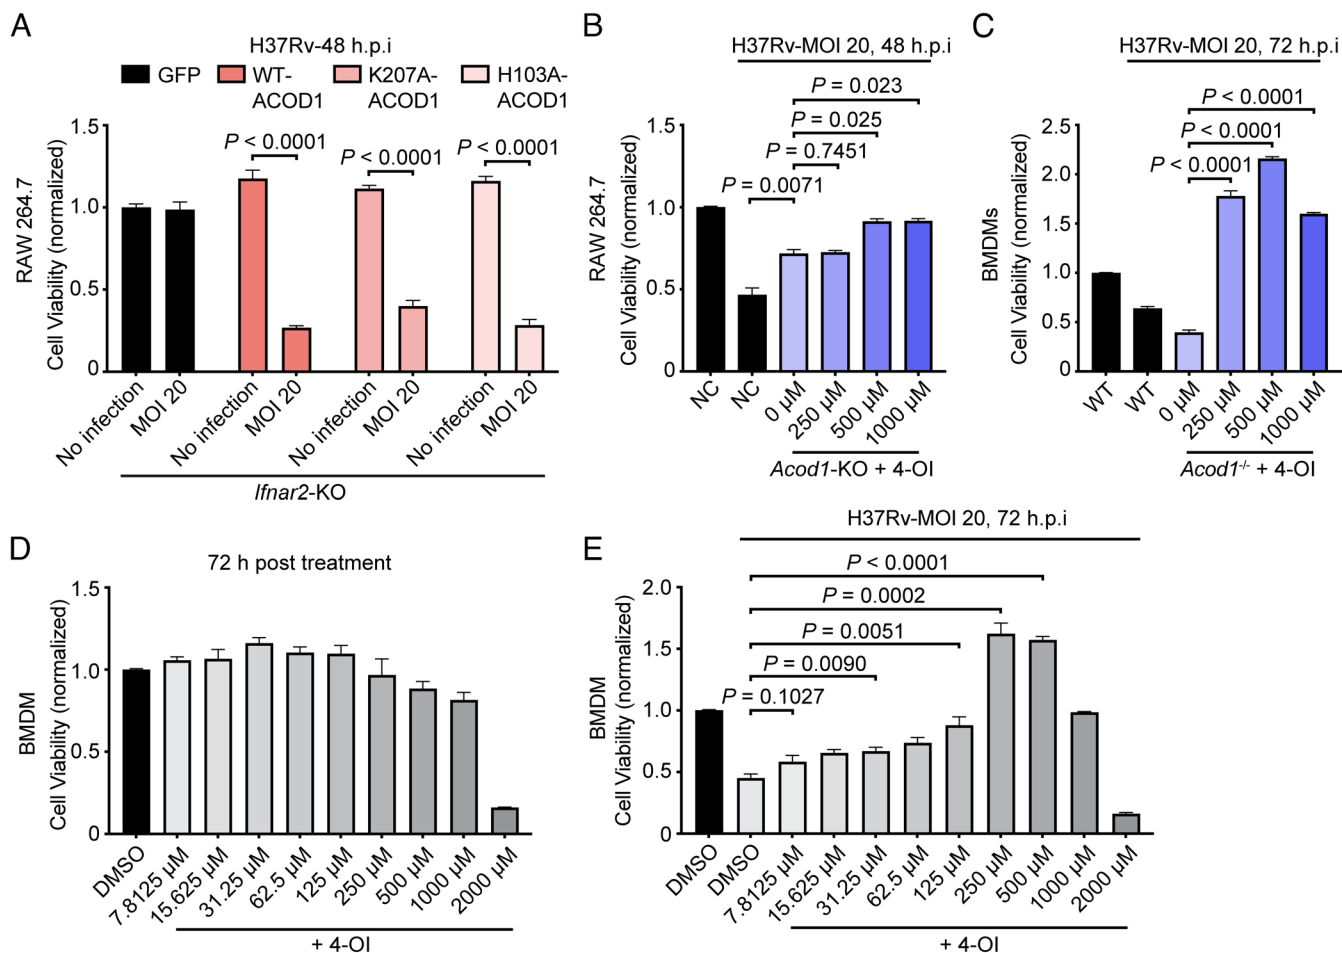 A
H37Rv-48 h.p.i
GFP
WT-
ACOD1
K207A-
ACOD1
H103A-
ACOD1
RAW 264.7
Cell Viability (normalized)
1.5
1.0
0.5
0
P < 0.0001
P < 0.0001
P < 0.0001
No infection
MOI 20
No infection
MOI 20
No infection
MOI 20
No infection
MOI 20
Ifnar2-KO
B
H37Rv-MOI 20, 48 h.p.i
RAW 264.7
Cell Viability (normalized)
1.5
1.0
0.5
0
P = 0.023
P = 0.025
P = 0.7451
P = 0.0071
NC
NC
0 µM
250 µM
500 µM
1000 µM
Acod1-KO + 4-OI
C
H37Rv-MOI 20, 72 h.p.i
BMDMs
Cell Viability (normalized)
2.5
2.0
1.5
1.0
0.5
0
P < 0.0001
P < 0.0001
P < 0.0001
WT
WT
0 µM
250 µM
500 µM
1000 µM
Acod1-/- + 4-OI
D
72 h post treatment
BMDM
Cell Viability (normalized)
1.5
1.0
0.5
0
DMSO
7.8125 µM
15.625 µM
31.25 µM
62.5 µM
125 µM
250 µM
500 µM
1000 µM
2000 µM
+ 4-OI
E
H37Rv-MOI 20, 72 h.p.i
BMDM
Cell Viability (normalized)
2.0
1.5
1.0
0.5
0
P < 0.0001
P = 0.0002
P = 0.0051
P = 0.0090
P = 0.1027
DMSO
DMSO
7.8125 µM
15.625 µM
31.25 µM
62.5 µM
125 µM
250 µM
500 µM
1000 µM
2000 µM
+ 4-OI